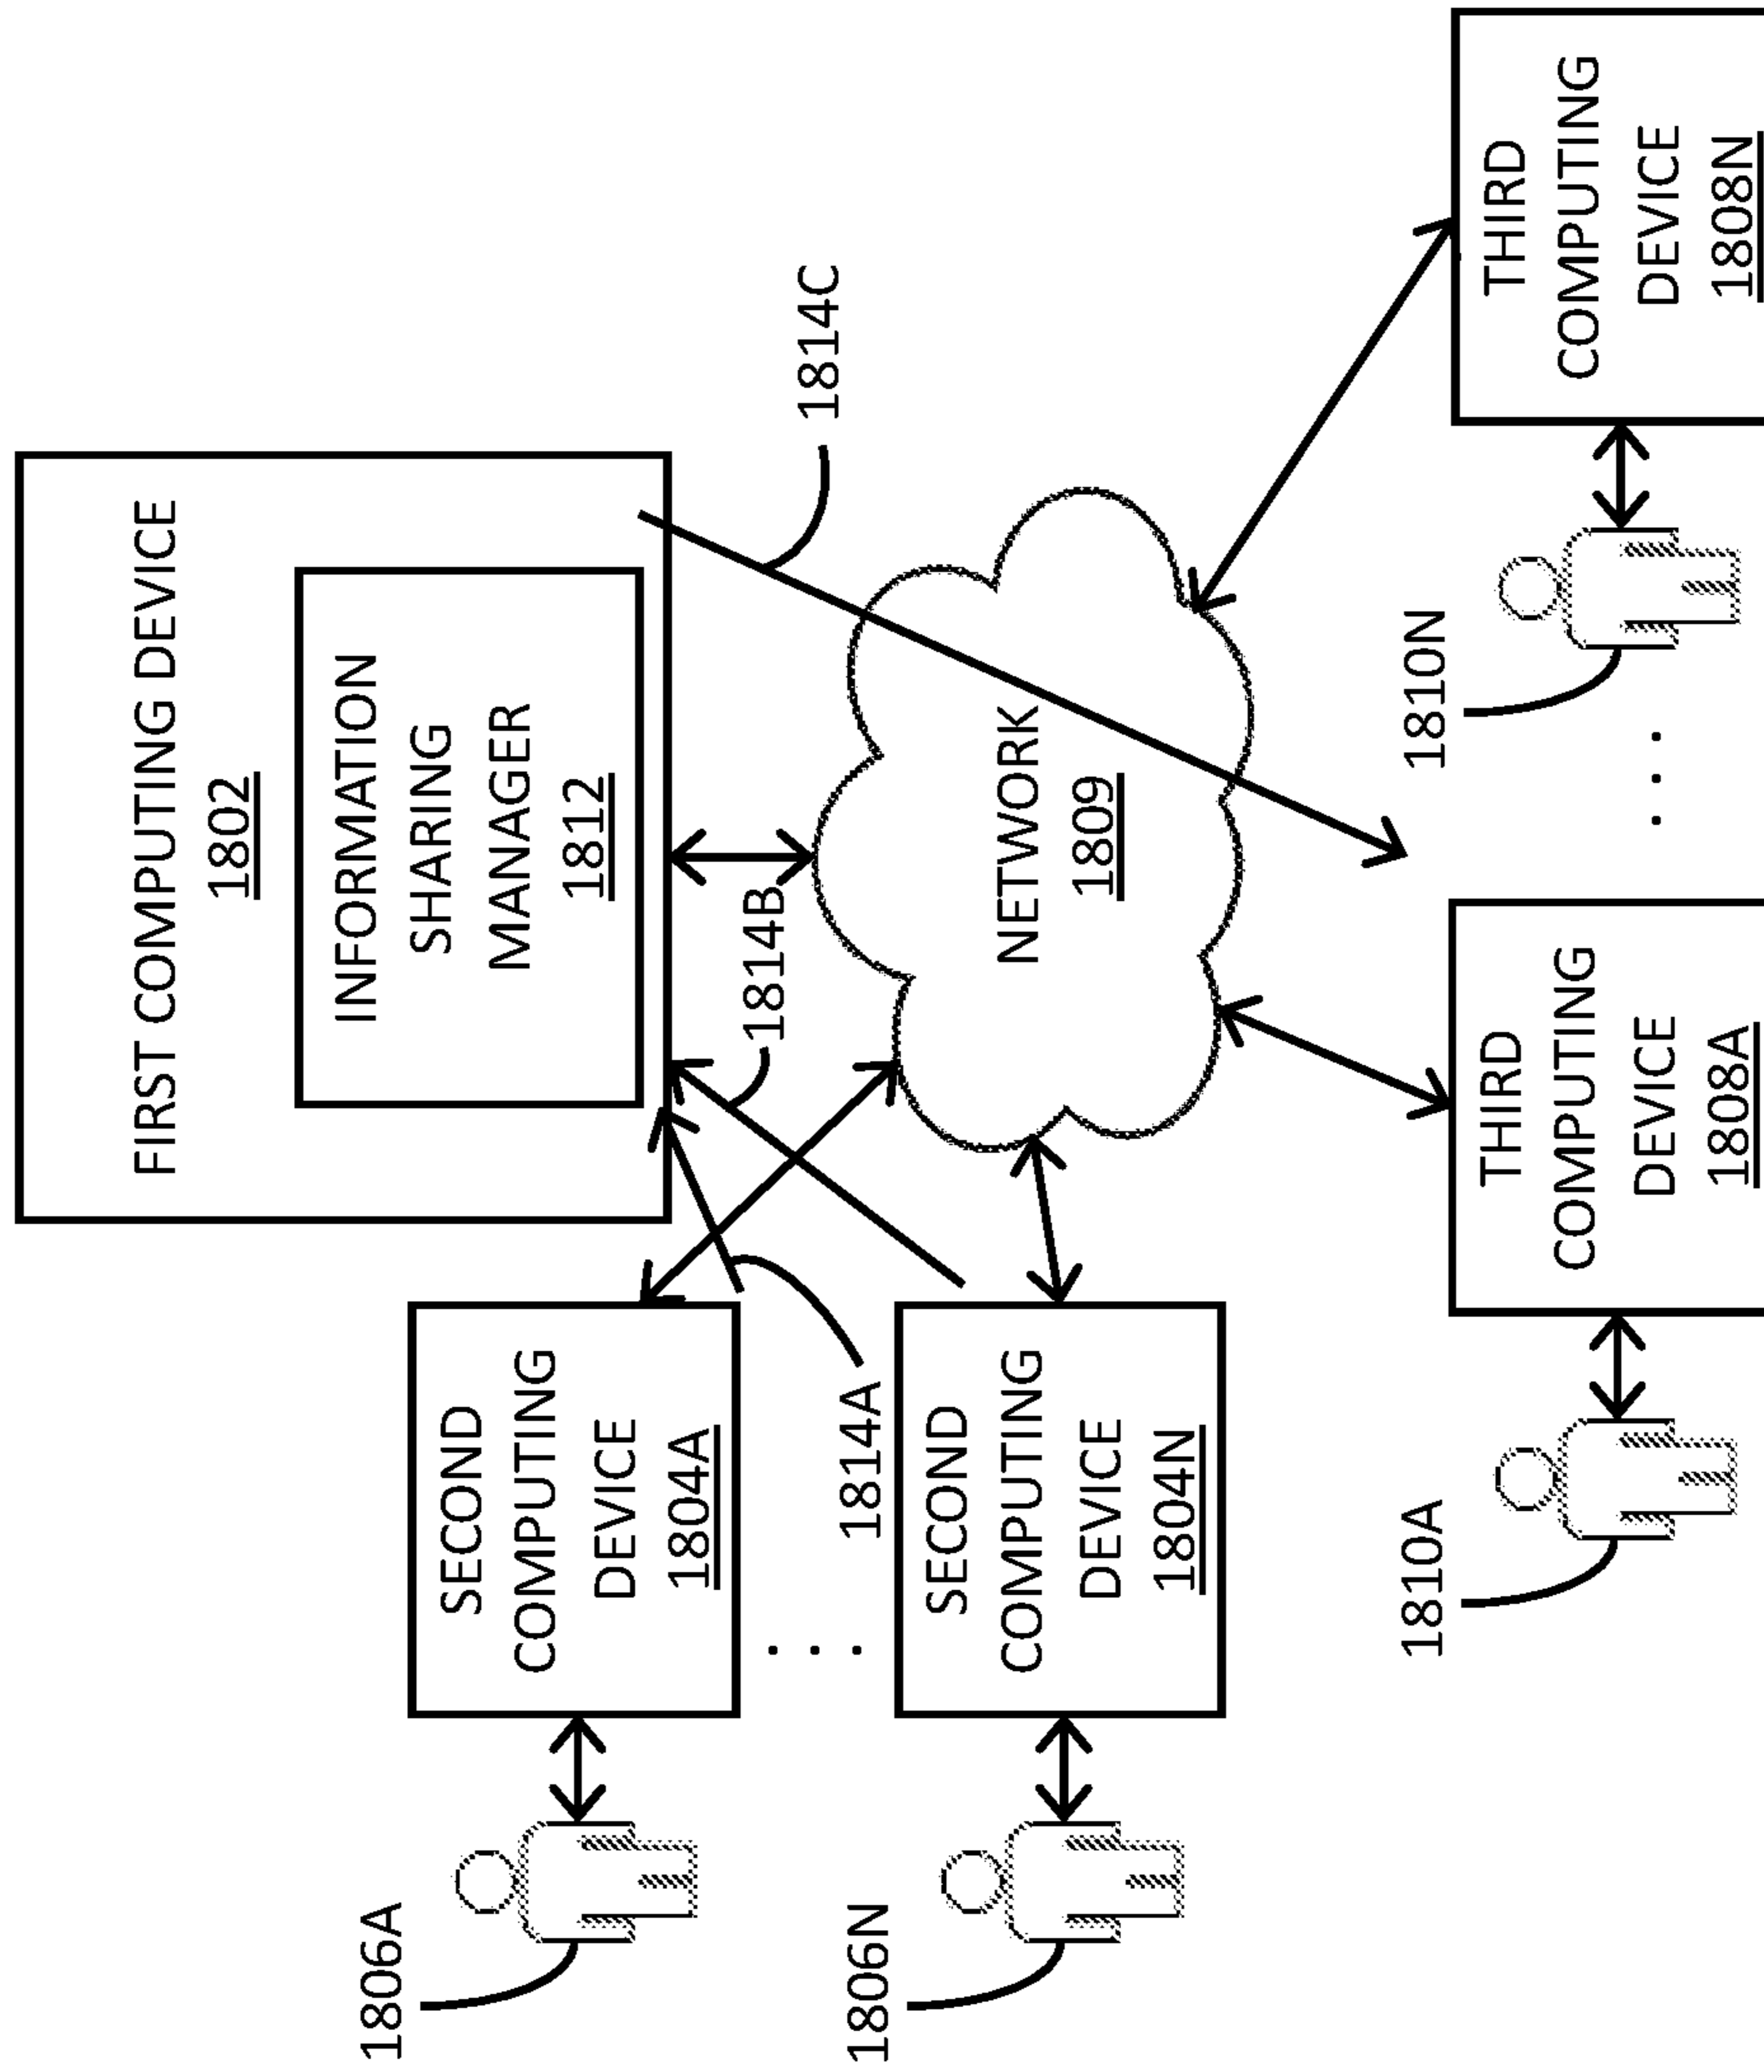 FIRST COMPUTING DEVICE
1802
INFORMATION
SHARING
MANAGER
1812
1806A
SECOND
COMPUTING
DEVICE
1804A
. . .
1814A
1814B
1814C
1806N
SECOND
COMPUTING
DEVICE
1804N
NETWORK
1809
1810A
THIRD
COMPUTING
DEVICE
1808A
. . .
1810N
THIRD
COMPUTING
DEVICE
1808N